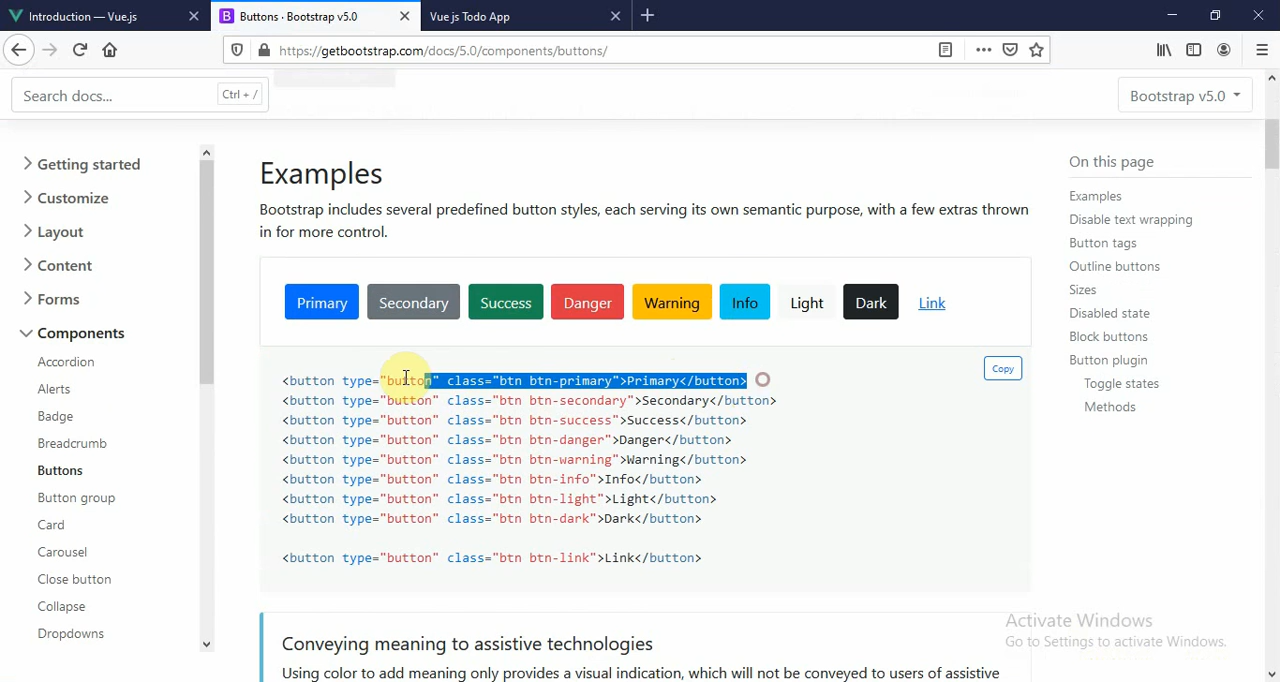 Introduction — Vue.js
Buttons · Bootstrap v5.0
Vue js Todo App
https://getbootstrap.com/docs/5.0/components/buttons/
Search docs...
Ctrl + /
Bootstrap v5.0
Getting started
Customize
Layout
Content
Forms
Components
Accordion
Alerts
Badge
Breadcrumb
Buttons
Button group
Card
Carousel
Close button
Collapse
Dropdowns
Examples
Bootstrap includes several predefined button styles, each serving its own semantic purpose, with a few extras thrown
in for more control.
Primary Secondary Success Danger Warning Info Light Dark Link
Copy
<button type="button" class="btn btn-primary">Primary</button>
<button type="button" class="btn btn-secondary">Secondary</button>
<button type="button" class="btn btn-success">Success</button>
<button type="button" class="btn btn-danger">Danger</button>
<button type="button" class="btn btn-warning">Warning</button>
<button type="button" class="btn btn-info">Info</button>
<button type="button" class="btn btn-light">Light</button>
<button type="button" class="btn btn-dark">Dark</button>
<button type="button" class="btn btn-link">Link</button>
Conveying meaning to assistive technologies
Using color to add meaning only provides a visual indication, which will not be conveyed to users of assistive
On this page
Examples
Disable text wrapping
Button tags
Outline buttons
Sizes
Disabled state
Block buttons
Button plugin
Toggle states
Methods
Activate Windows
Go to Settings to activate Windows.